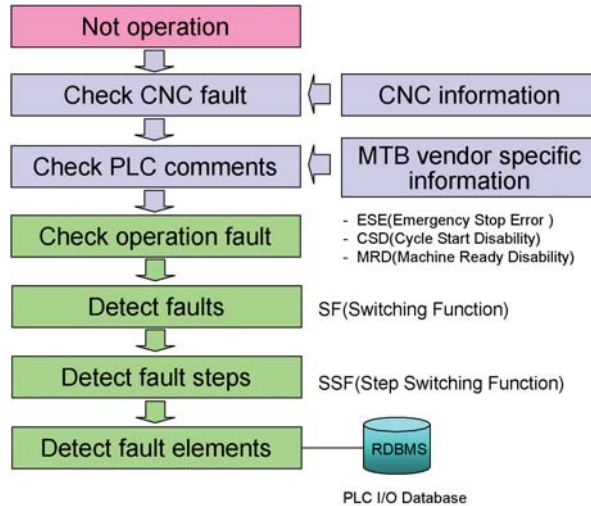 Not operation
Check CNC fault
CNC information
Check PLC comments
MTB vendor specific
information
- ESE(Emergency Stop Error )
- CSD(Cycle Start Disability)
- MRD(Machine Ready Disability)
Check operation fault
Detect faults
SF(Switching Function)
Detect fault steps
SSF(Step Switching Function)
Detect fault elements
RDBMS
PLC I/O Database